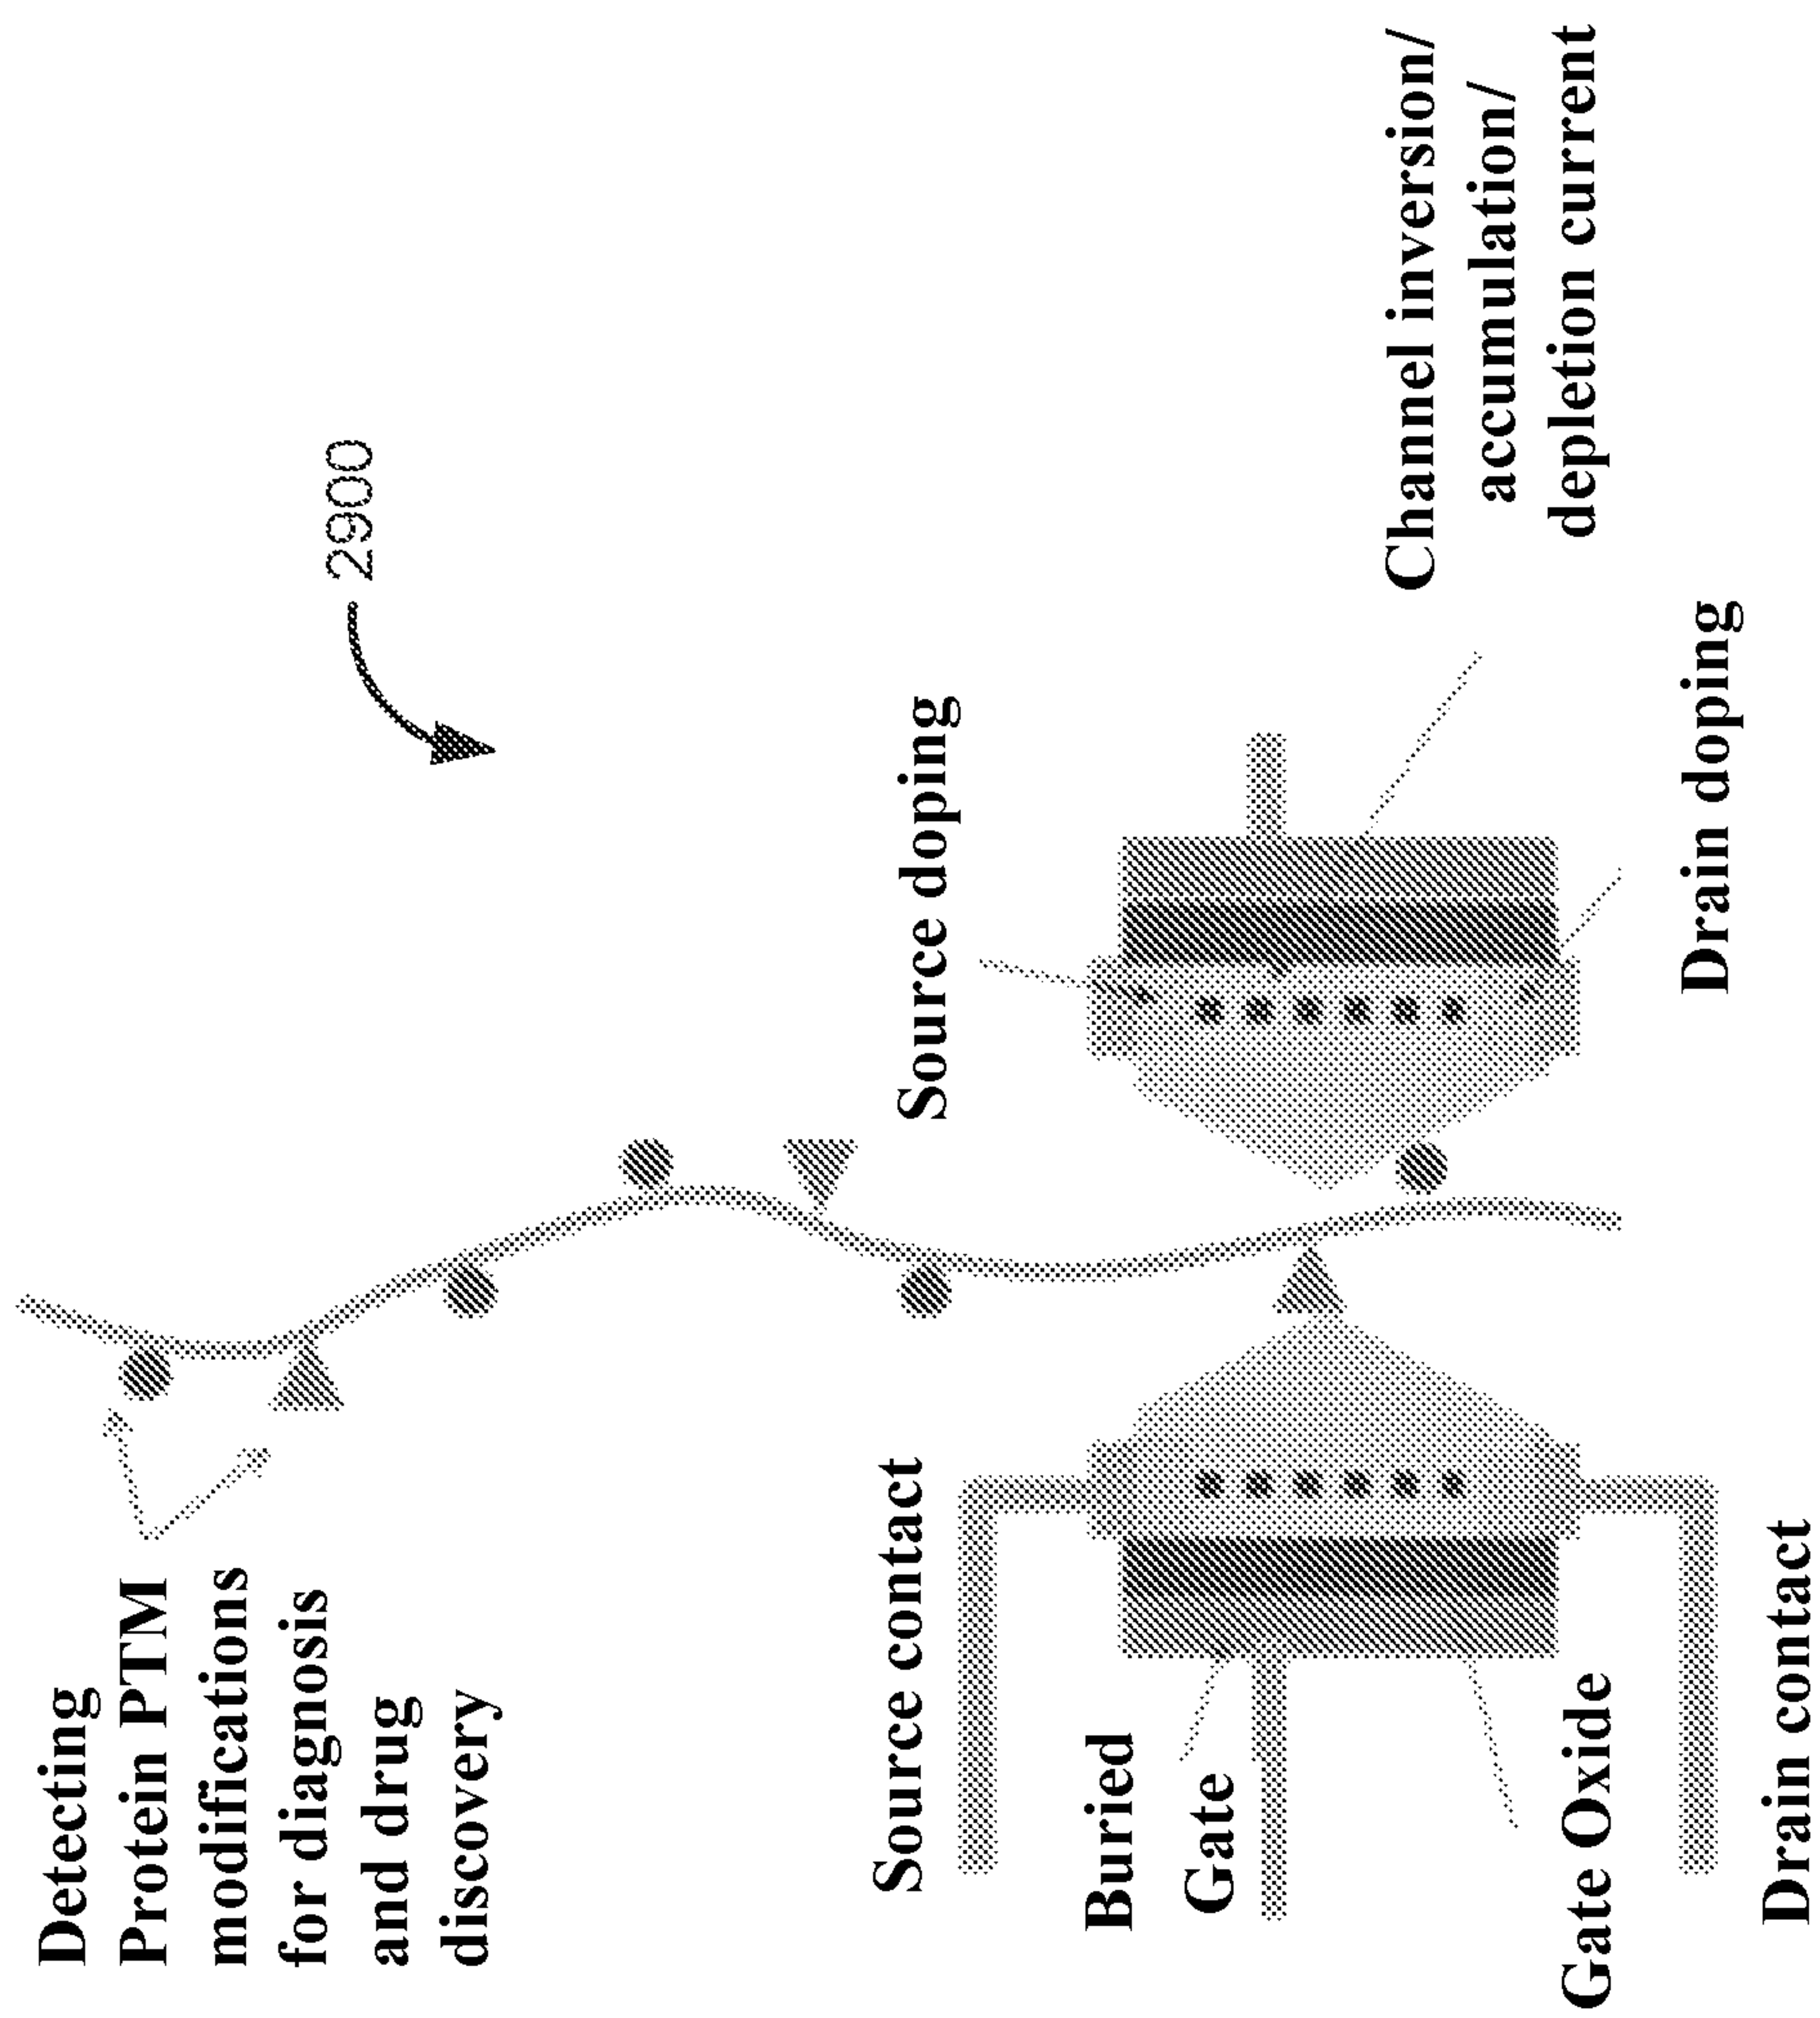 Detecting
Protein PTM
modifications
for diagnosis
and drug
discovery
2900
Source contact
Source doping
Buried
Gate
Channel inversion/
accumulation/
depletion current
Gate Oxide
Drain doping
Drain contact